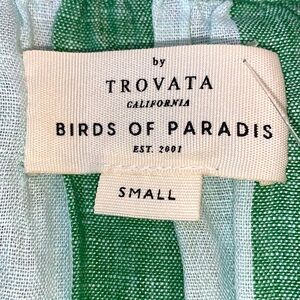 by
TROVATA
CALIFORNIA
BIRDS OF PARADIS
EST. 2001
SMALL